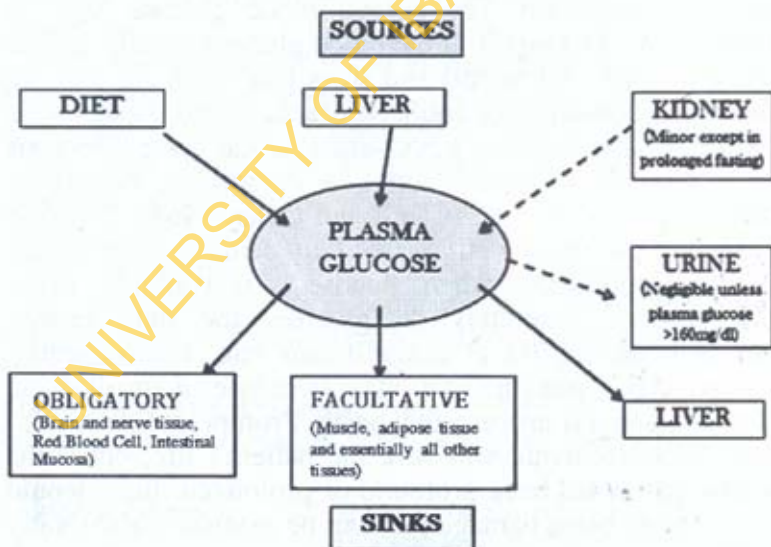 SOURCES
DIET
LIVER
KIDNEY
(Minor except in
prolonged fasting)
PLASMA
GLUCOSE
URINE
(Negligible unless
plasma glucose
>160mg/dl)
OBLIGATORY
(Brain and nerve tissue,
Red Blood Cell, Intestinal
Mucosa)
FACULTATIVE
(Muscle, adipose tissue
and essentially all other
tissues)
LIVER
SINKS
UNIVERSITY OF IBA